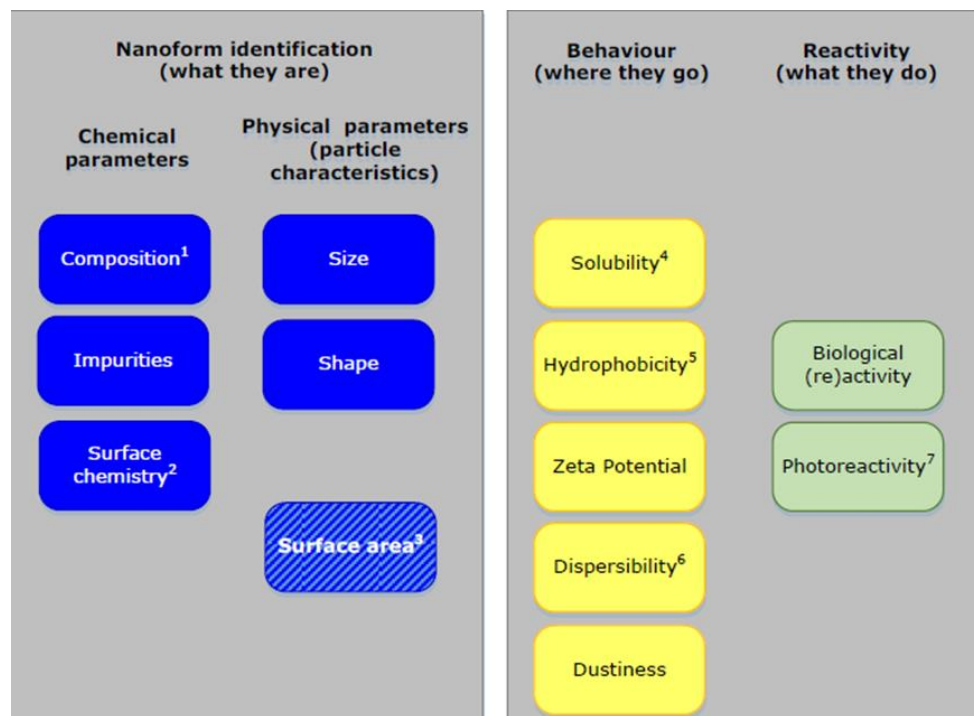 Nanoform identification
(what they are)
Chemical
parameters
Physical parameters
(particle
characteristics)
Composition¹
Impurities
Surface
chemistry²
Size
Shape
Surface area³
Behaviour
(where they go)
Solubility⁴
Hydrophobicity⁵
Zeta Potential
Dispersibility⁶
Dustiness
Reactivity
(what they do)
Biological
(re)activity
Photoreactivity⁷